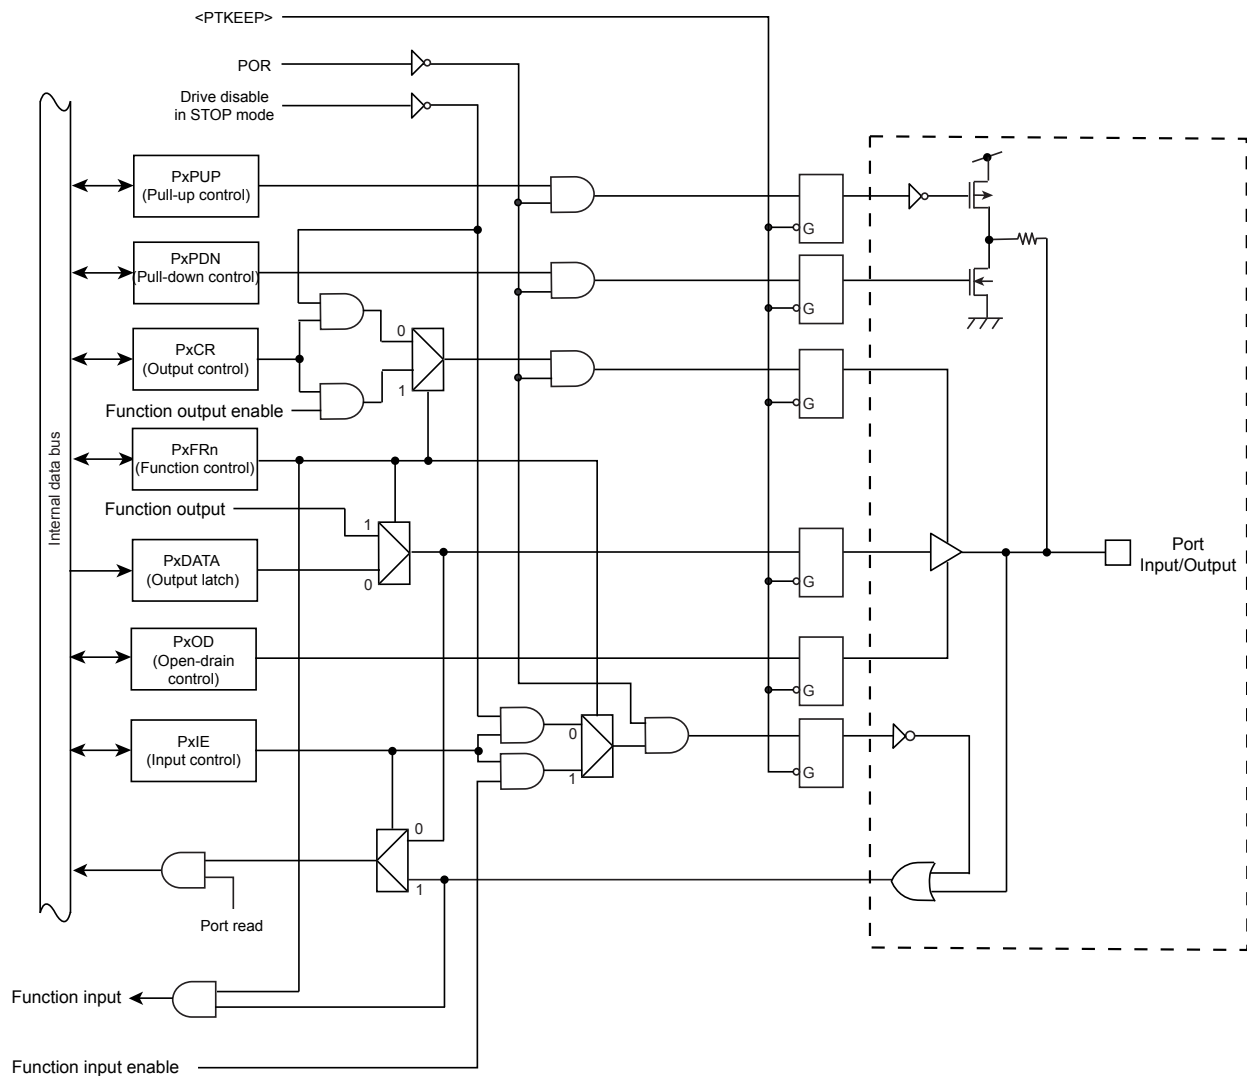 <PTKEEP>
POR
Drive disable
in STOP mode
PxPUP
(Pull-up control)
G
PxPDN
(Pull-down control)
G
0
PxCR
(Output control)
1
G
Function output enable
PxFRn
(Function control)
Internal data bus
Function output
1
PxDATA
(Output latch)
0
G
Port
Input/Output
PxOD
(Open-drain
control)
G
PxIE
(Input control)
0
1
G
0
1
Port read
Function input
Function input enable